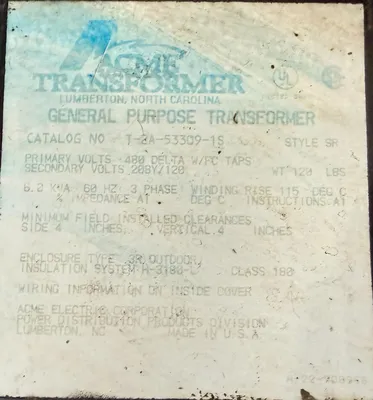 ACME
TRANSFORMER
LUMBERTON, NORTH CAROLINA
GENERAL PURPOSE TRANSFORMER
CATALOG NO T-2A-53309-1S STYLE SR
PRIMARY VOLTS 480 DELTA W/FC TAPS
SECONDARY VOLTS 208Y/120 WT 120 LBS
6.0 KVA 60 HZ 3 PHASE WINDING RISE 115 DEG C
% IMPEDANCE AT DEG C INSTRUCTIONS A1
MINIMUM FIELD INSTALLED CLEARANCES
SIDE 4 INCHES VERTICAL 4 INCHES
ENCLOSURE TYPE 3R OUTDOOR
INSULATION SYSTEM CLASS 180
WIRING INFORMATION ON INSIDE COVER
ACME ELECTRIC CORPORATION
POWER DISTRIBUTION PRODUCTS DIVISION
LUMBERTON, NC MADE IN U.S.A